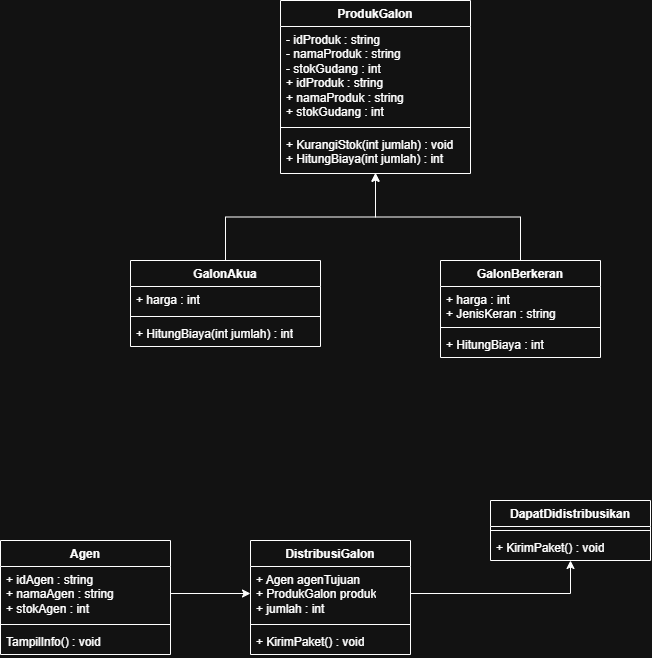 ProdukGalon
- idProduk : string
- namaProduk : string
- stokGudang : int
+ idProduk : string
+ namaProduk : string
+ stokGudang : int
+ KurangiStok(int jumlah) : void
+ HitungBiaya(int jumlah) : int
GalonAkua
+ harga : int
+ HitungBiaya(int jumlah) : int
GalonBerkeran
+ harga : int
+ JenisKeran : string
+ HitungBiaya : int
Agen
+ idAgen : string
+ namaAgen : string
+ stokAgen : int
TampilInfo() : void
DistribusiGalon
+ Agen agenTujuan
+ ProdukGalon produk
+ jumlah : int
+ KirimPaket() : void
DapatDidistribusikan
+ KirimPaket() : void